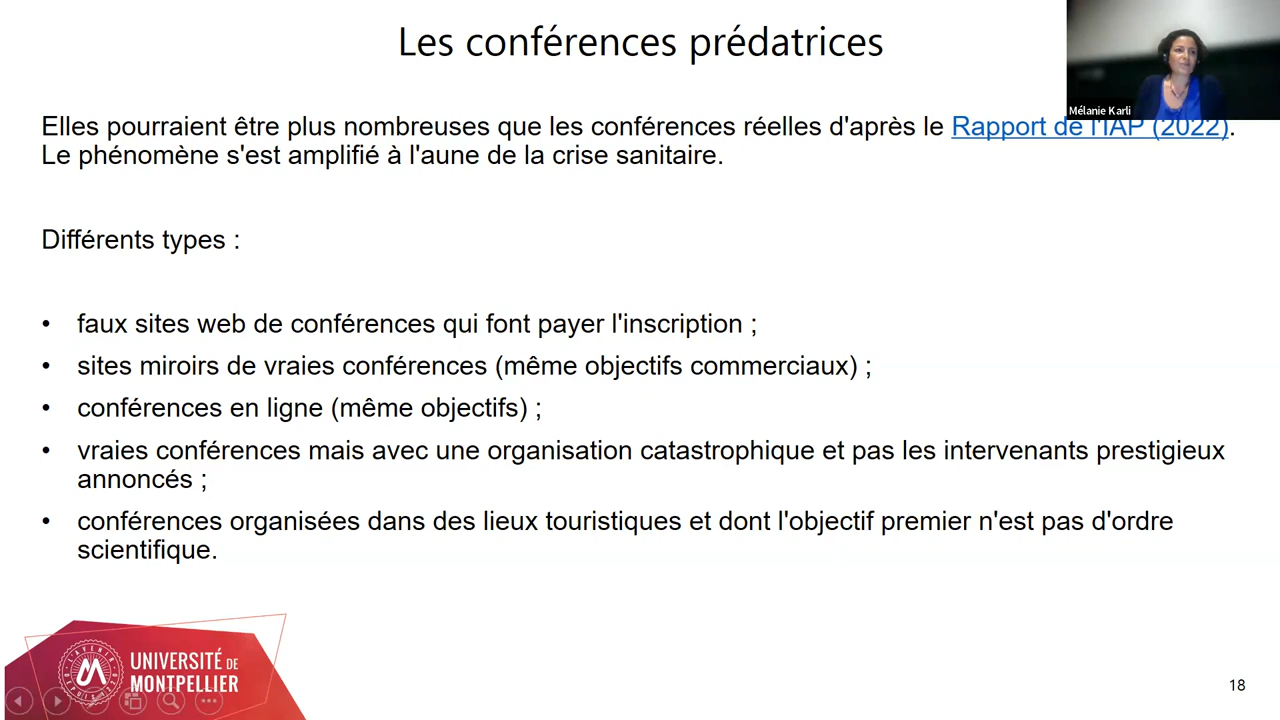 Les conférences prédatrices
Mélanie Karli
Elles pourraient être plus nombreuses que les conférences réelles d'après le Rapport de l'IAP (2022).
Le phénomène s'est amplifié à l'aune de la crise sanitaire.
Différents types :
• faux sites web de conférences qui font payer l'inscription ;
• sites miroirs de vraies conférences (même objectifs commerciaux) ;
• conférences en ligne (même objectifs) ;
• vraies conférences mais avec une organisation catastrophique et pas les intervenants prestigieux
annoncés ;
• conférences organisées dans des lieux touristiques et dont l'objectif premier n'est pas d'ordre
scientifique.
UNIVERSITÉ DE
MONTPELLIER
18